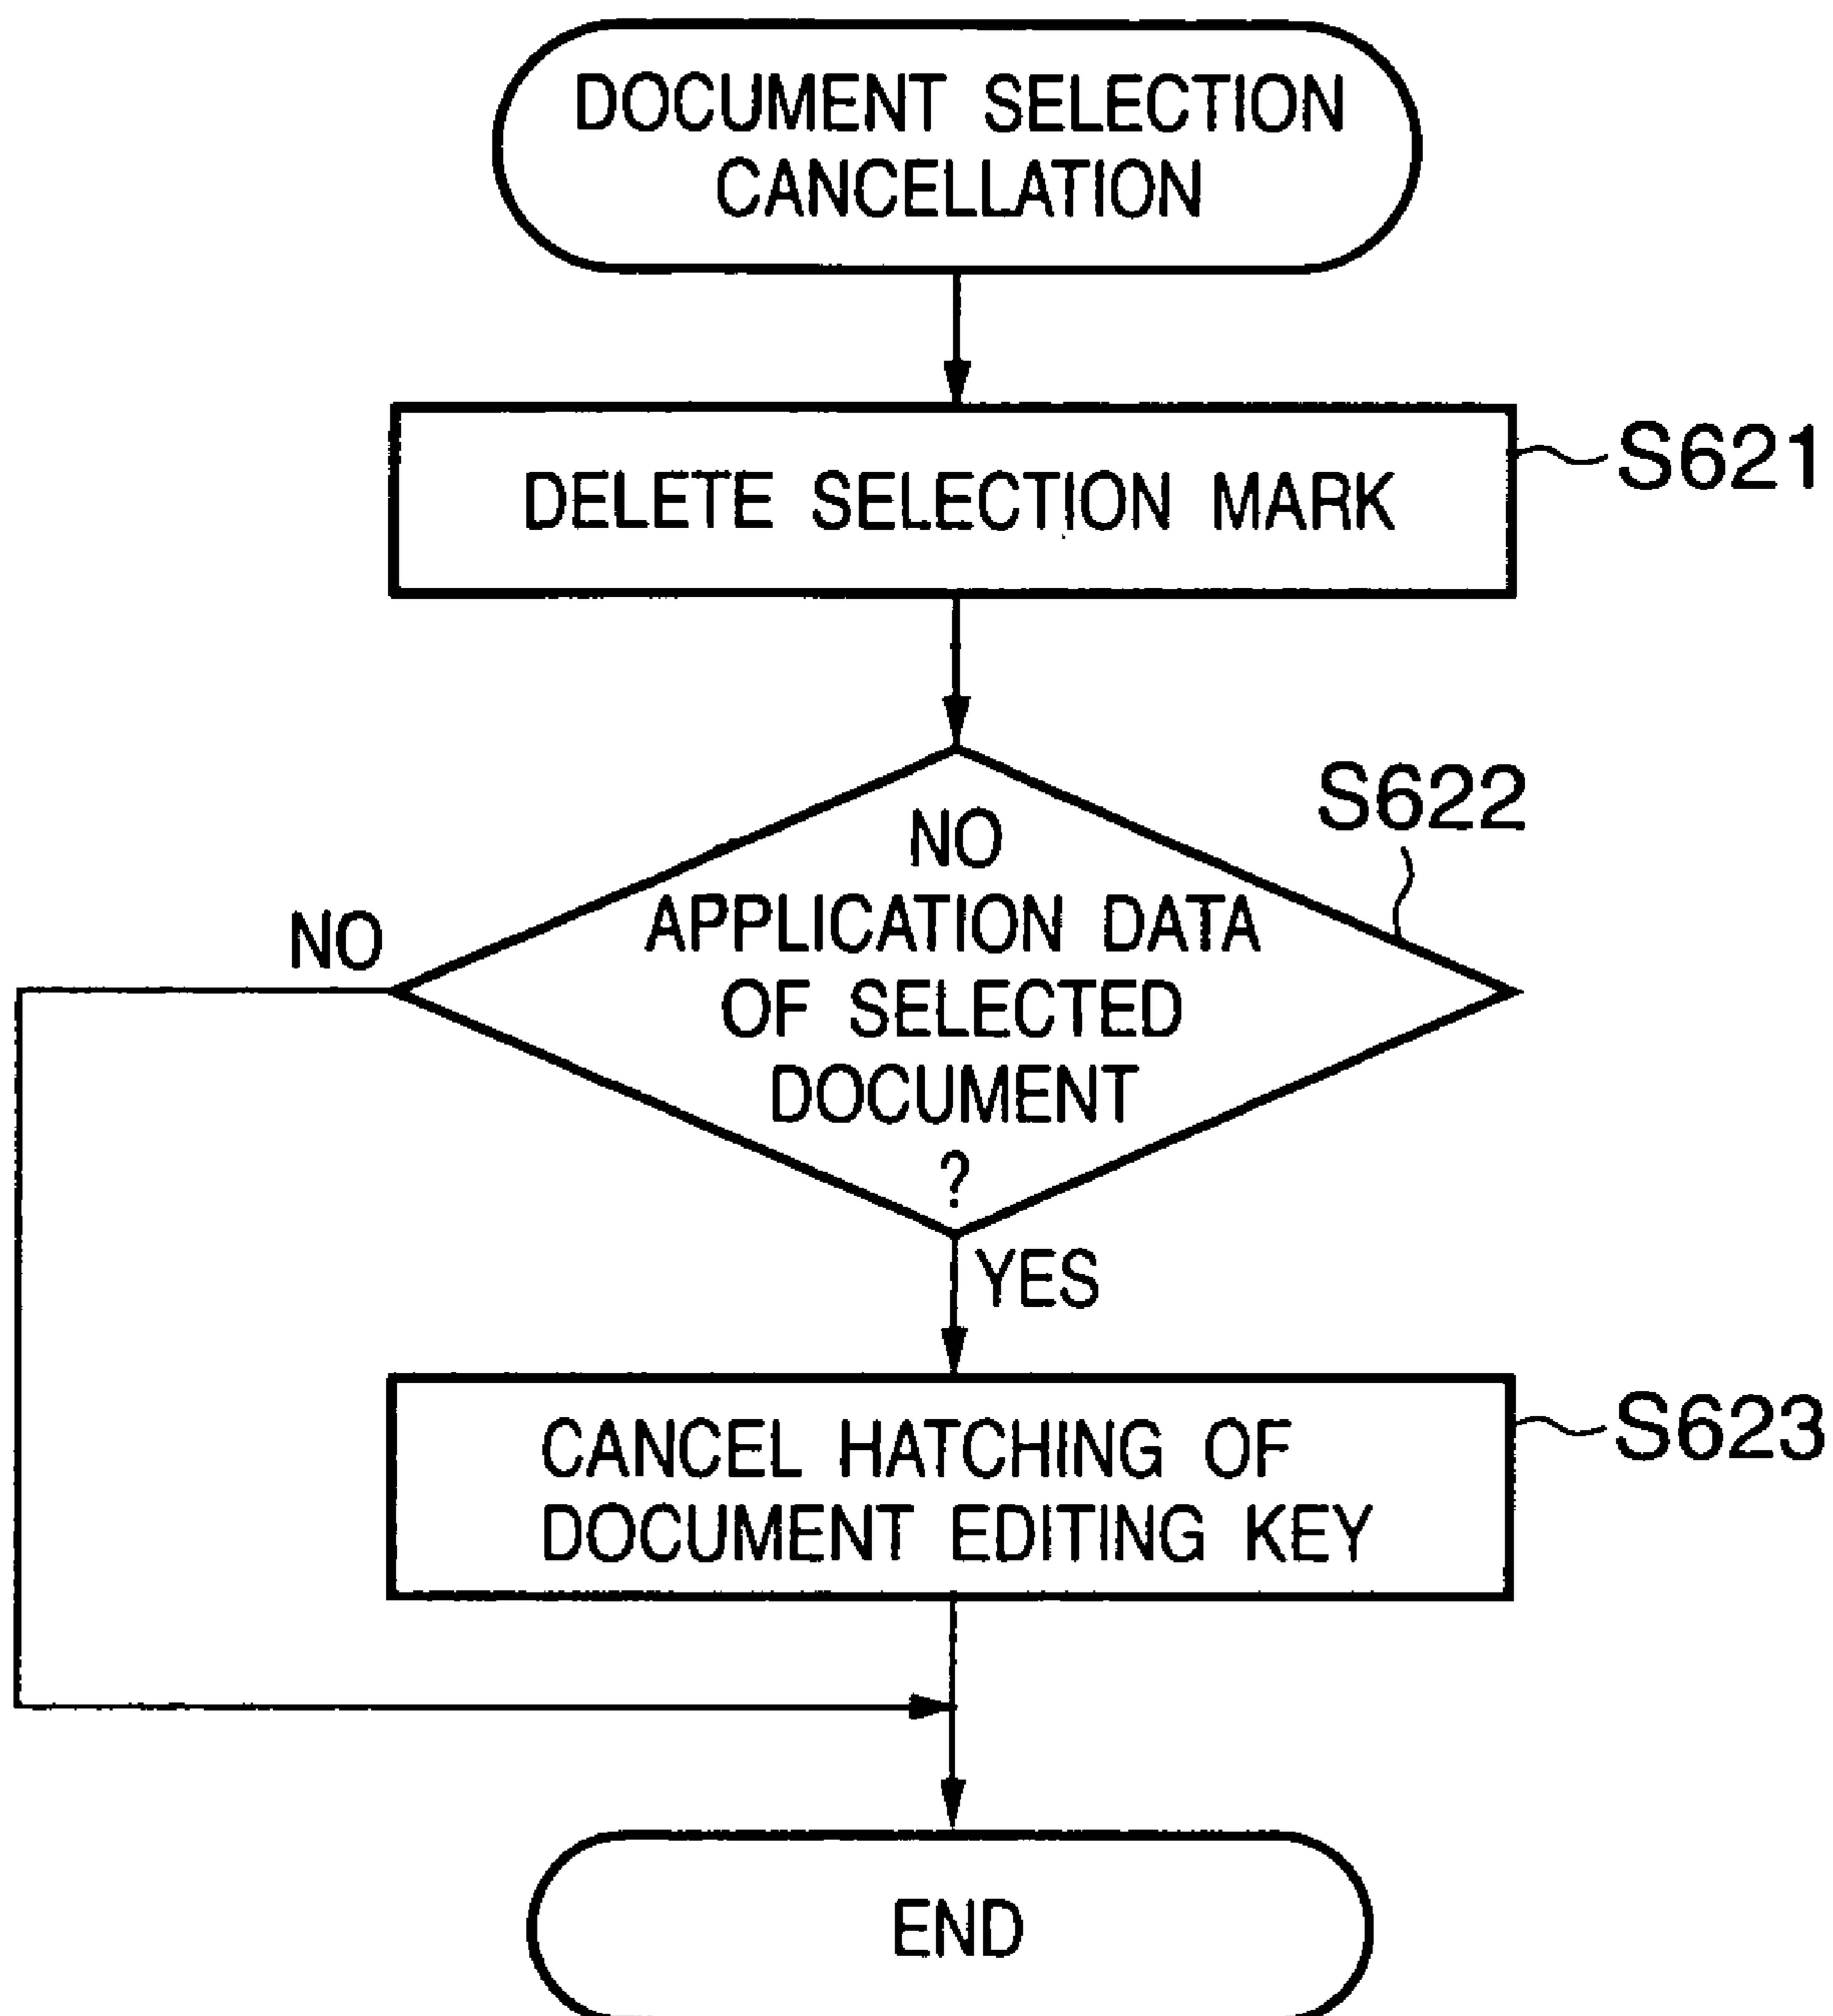 DOCUMENT SELECTION
CANCELLATION
DELETE SELECTION MARK
S621
S622
NO
APPLICATION DATA
OF SELECTED
DOCUMENT
?
NO
YES
CANCEL HATCHING OF
DOCUMENT EDITING KEY
S623
END